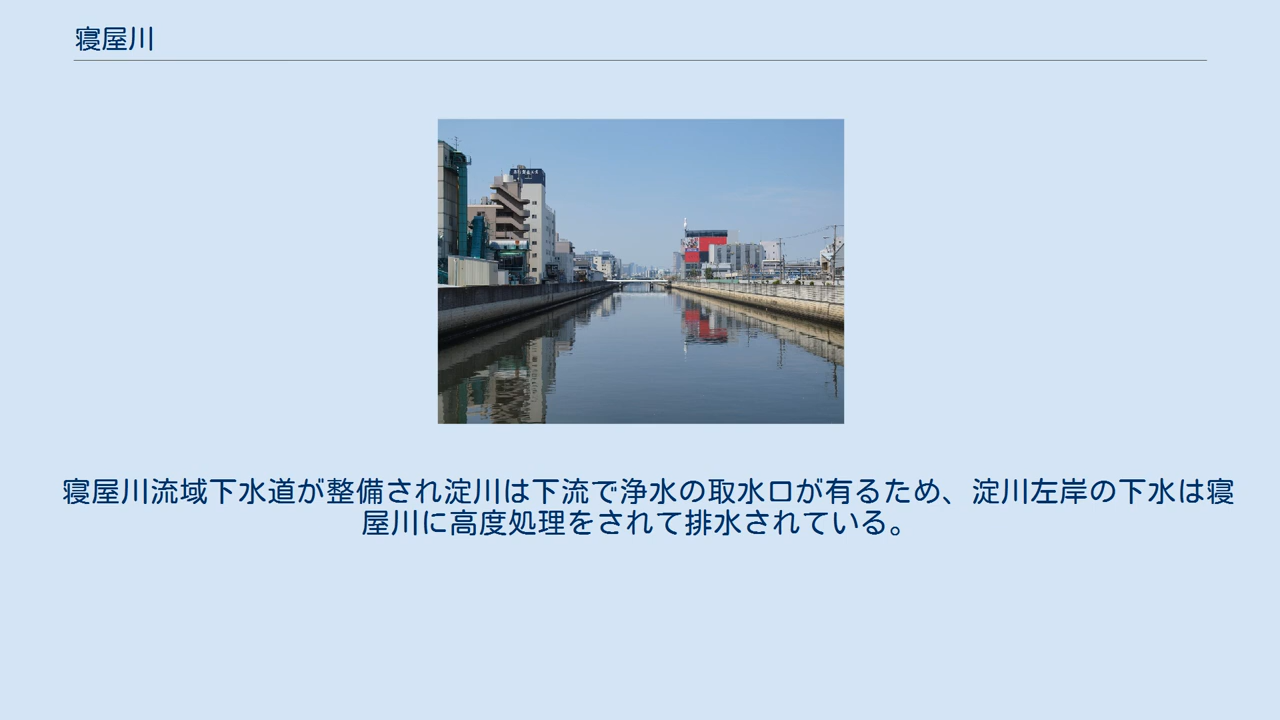 寝屋川
寝屋川流域下水道が整備され淀川は下流で浄水の取水口が有るため、淀川左岸の下水は寝
屋川に高度処理をされて排水されている。